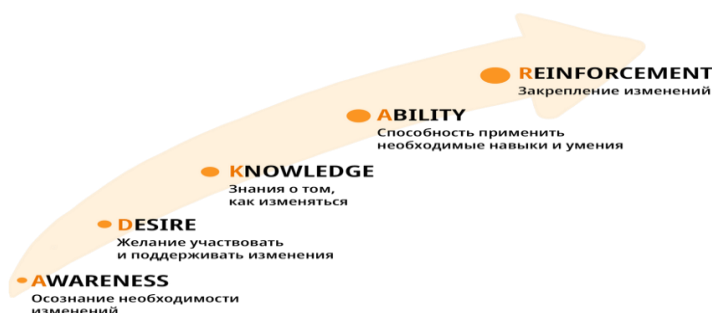 REINFORCEMENT
Закрепление изменений
ABILITY
Способность применить
необходимые навыки и умения
KNOWLEDGE
Знания о том,
как изменяться
DESIRE
Желание участвовать
и поддерживать изменения
AWARENESS
Осознание необходимости
изменений